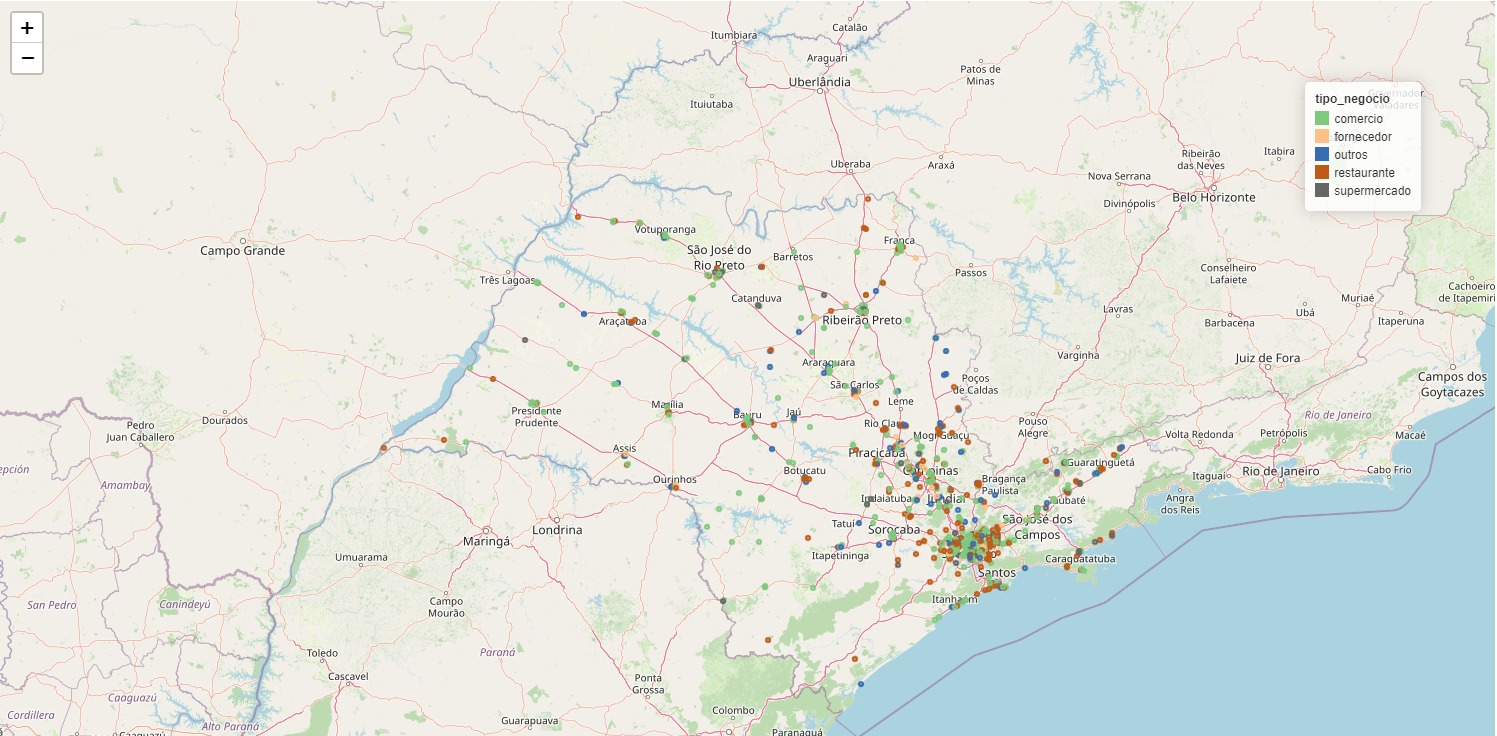 +
−
Catalão
Itumbiara
Araguari
Patos de
Minas
Uberlândia
Ituiutaba
Governador
Valadares
tipo_negocio
comercio
fornecedor
outros
restaurante
supermercado
Uberaba
Araxá
Ribeirão
das Neves
Itabira
Nova Serrana
Belo Horizonte
Divinópolis
Votuporanga
Campo Grande
São José do
Rio Preto
Barretos
Franca
Passos
Conselheiro
Lafaiete
Três Lagoas
Catanduva
Cachoeiro
de Itapemiri
Muriaé
Ubá
Lavras
Barbacena
Itaperuna
Araçatuba
Ribeirão Preto
Varginha
Juiz de Fora
Araraquara
São Carlos
Poços
de Caldas
Campos dos
Goytacazes
Leme
Marília
Presidente
Prudente
Bauru
Jaú
Rio Claro
Mogi Guaçu
Pouso
Alegre
Rio de Janeiro
Dourados
Pedro
Juan Caballero
Volta Redonda
Petrópolis
Macaé
Assis
Piracicaba
Campinas
Guaratinguetá
Rio de Janeiro
Itaguaí
Cabo Frio
epción
Amambay
Ourinhos
Botucatu
Bragança
Paulista
Indaiatuba
Jundiaí
Taubaté
Angra
dos Reis
Londrina
Tatuí
Sorocaba
São José dos
Campos
Maringá
Itapetininga
Umuarama
Caraguatatuba
Santos
Campo
Mourão
Itanhaém
San Pedro
Canindeyú
Toledo
Paraná
Cascavel
Ponta
Grossa
Caaguazú
Cordillera
Alto Paraná
Guarapuava
Colombo
Caaguazú
Paranaguá